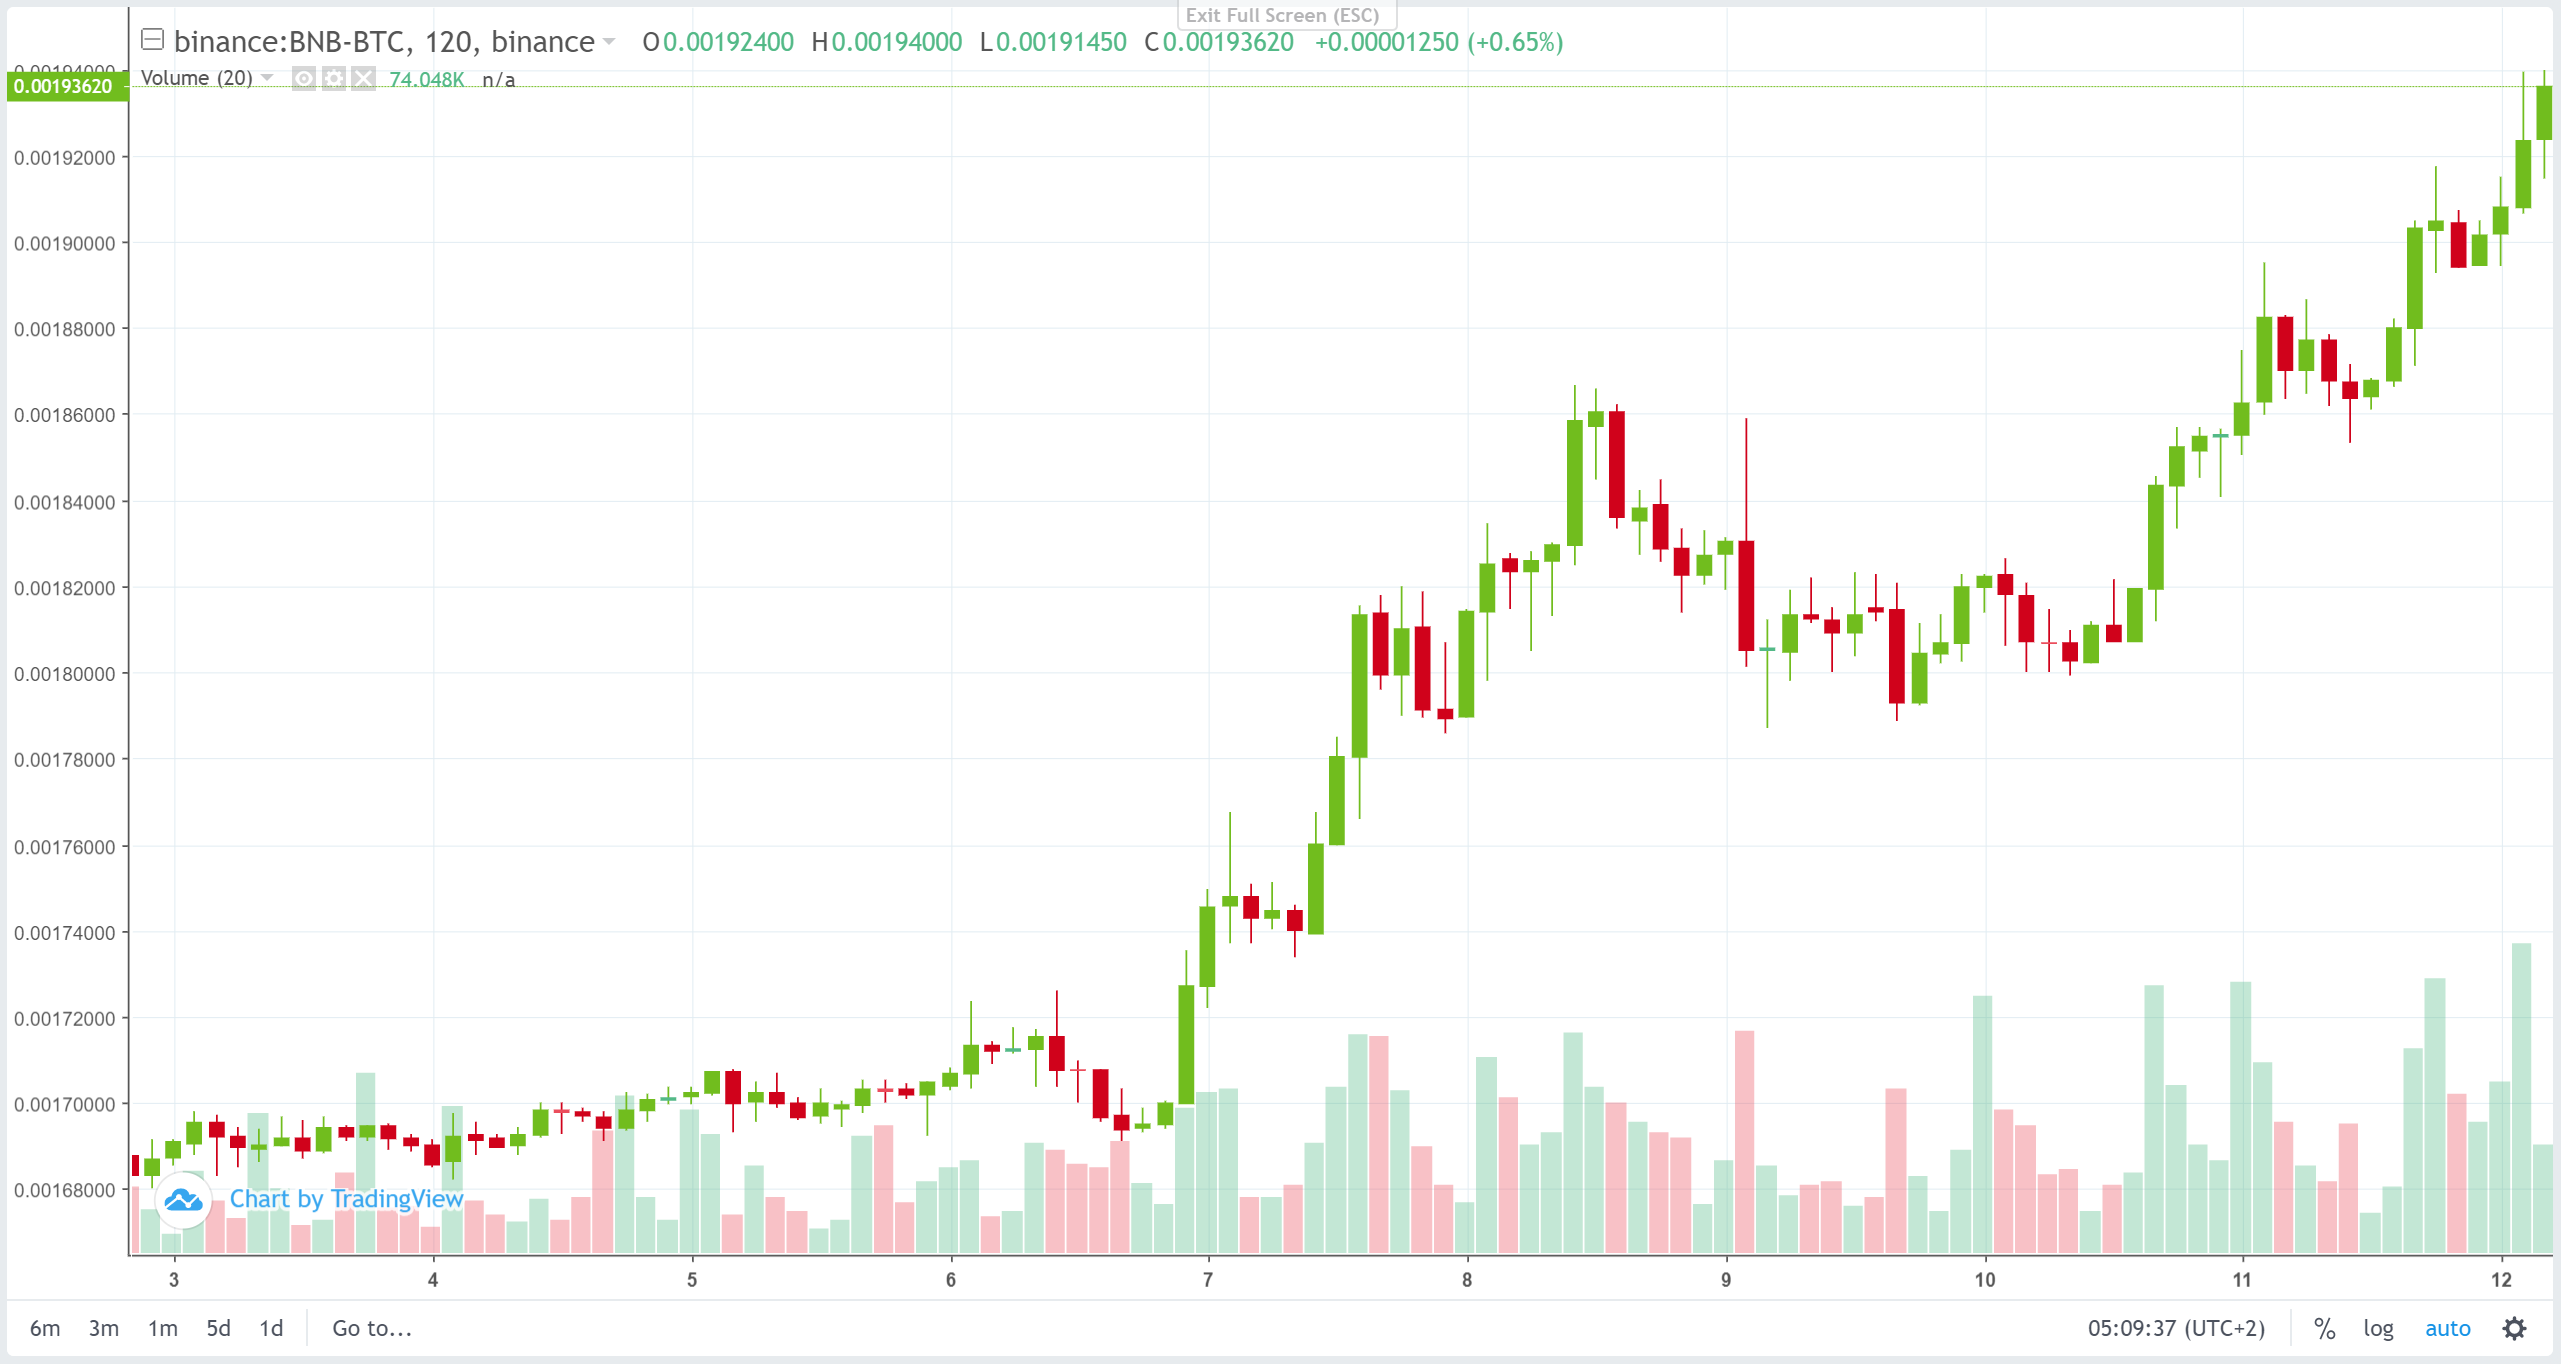 Exit Full Screen (ESC)
binance:BNB-BTC, 120, binance O0.00192400 H0.00194000 L0.00191450 C0.00193620 +0.00001250 (+0.65%)
Volume (20) 74.048K n/a
0.00194000
0.00193620
0.00192000
0.00190000
0.00188000
0.00186000
0.00184000
0.00182000
0.00180000
0.00178000
0.00176000
0.00174000
0.00172000
0.00170000
0.00168000
Chart by TradingView
3 4 5 6 7 8 9 10 11 12
6m 3m 1m 5d 1d Go to... 05:09:37 (UTC+2) % log auto